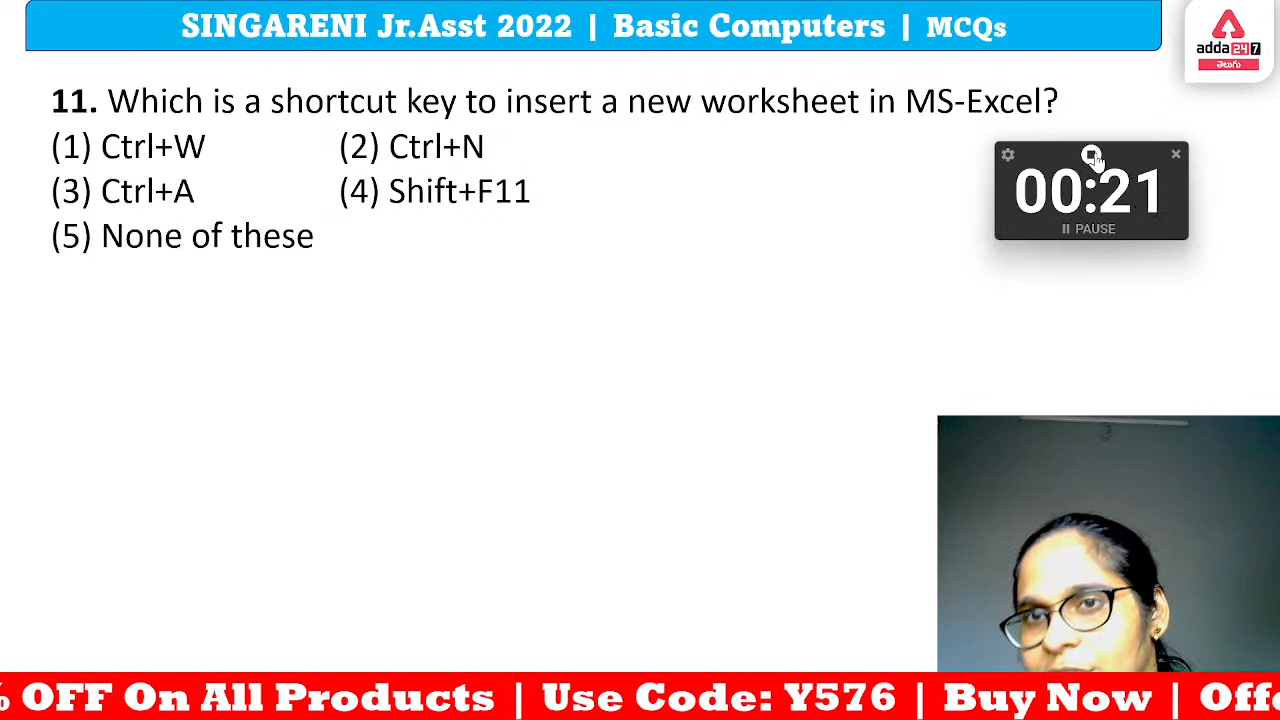 SINGARENI Jr.Asst 2022 | Basic Computers | MCQs
adda247
తెలుగు
11. Which is a shortcut key to insert a new worksheet in MS-Excel?
(1) Ctrl+W (2) Ctrl+N
(3) Ctrl+A (4) Shift+F11
(5) None of these
00:21
PAUSE
% OFF On All Products | Use Code: Y576 | Buy Now | Offe